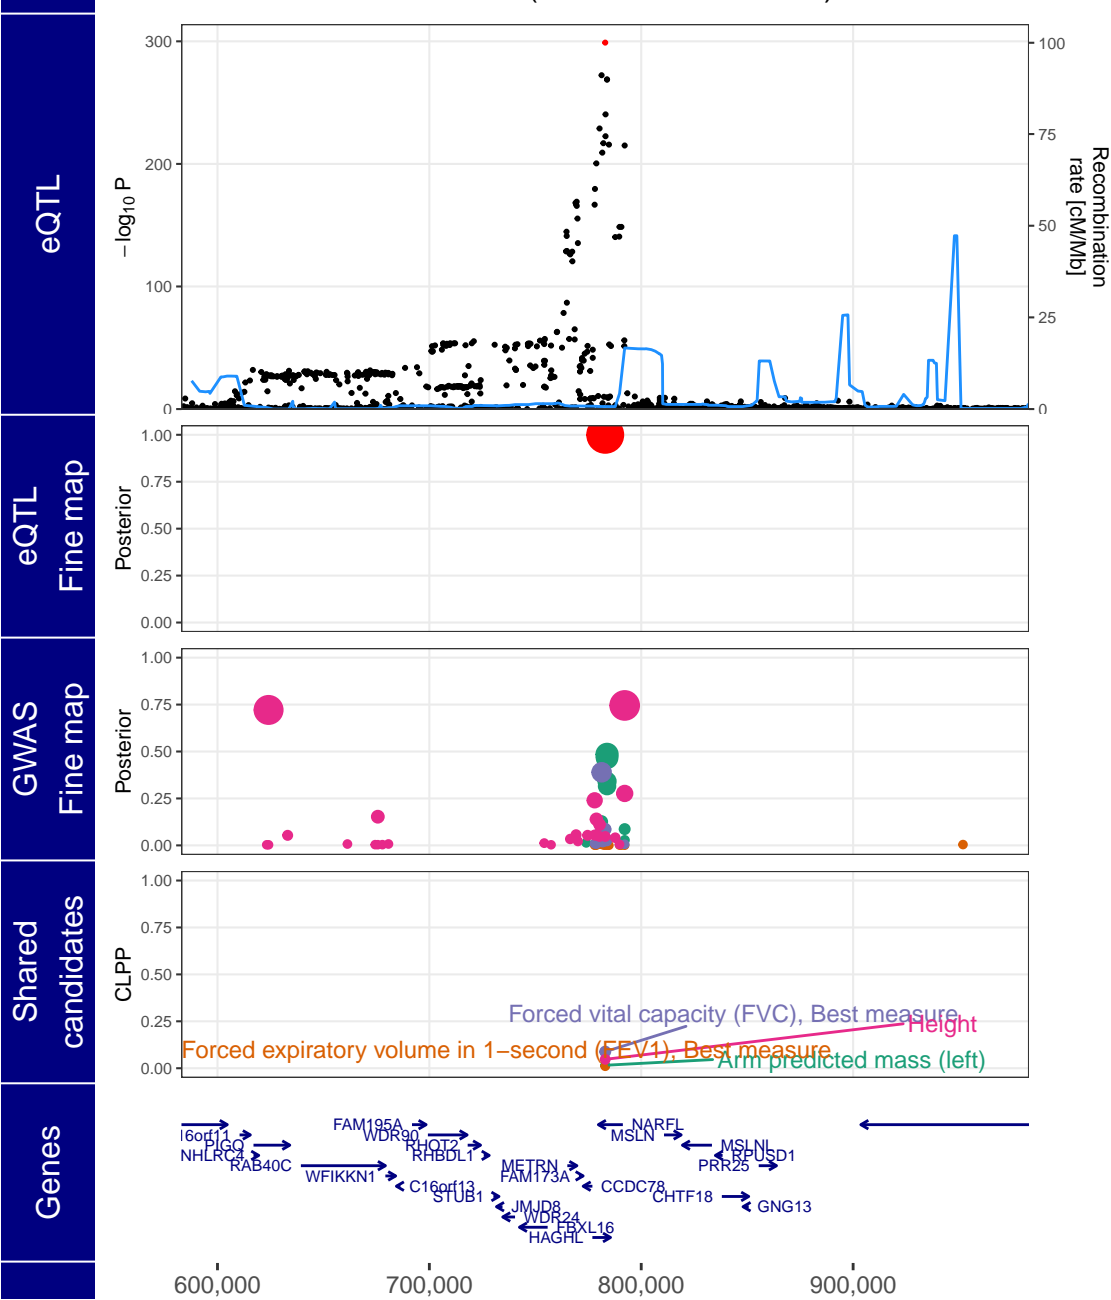 eQTL
−log10 P
300
200
100
0
100
75
50
25
0
Recombination
rate [cM/Mb]
eQTL
Fine map
Posterior
1.00
0.75
0.50
0.25
0.00
GWAS
Fine map
Posterior
1.00
0.75
0.50
0.25
0.00
Shared
candidates
CLPP
1.00
0.75
0.50
0.25
0.00
Forced vital capacity (FVC), Best measure
Height
Forced expiratory volume in 1−second (FEV1), Best measure
Arm predicted mass (left)
Genes
FAM195A
NARFL
16orf11
WDR90
MSLN
PIGQ
RHOT2
MSLNL
NHLRC4
RHBDL1
RPUSD1
RAB40C
METRN
PRR25
WFIKKN1
FAM173A
C16orf13
CCDC78
STUB1
CHTF18
JMJD8
GNG13
WDR24
FBXL16
HAGHL
600,000
700,000
800,000
900,000